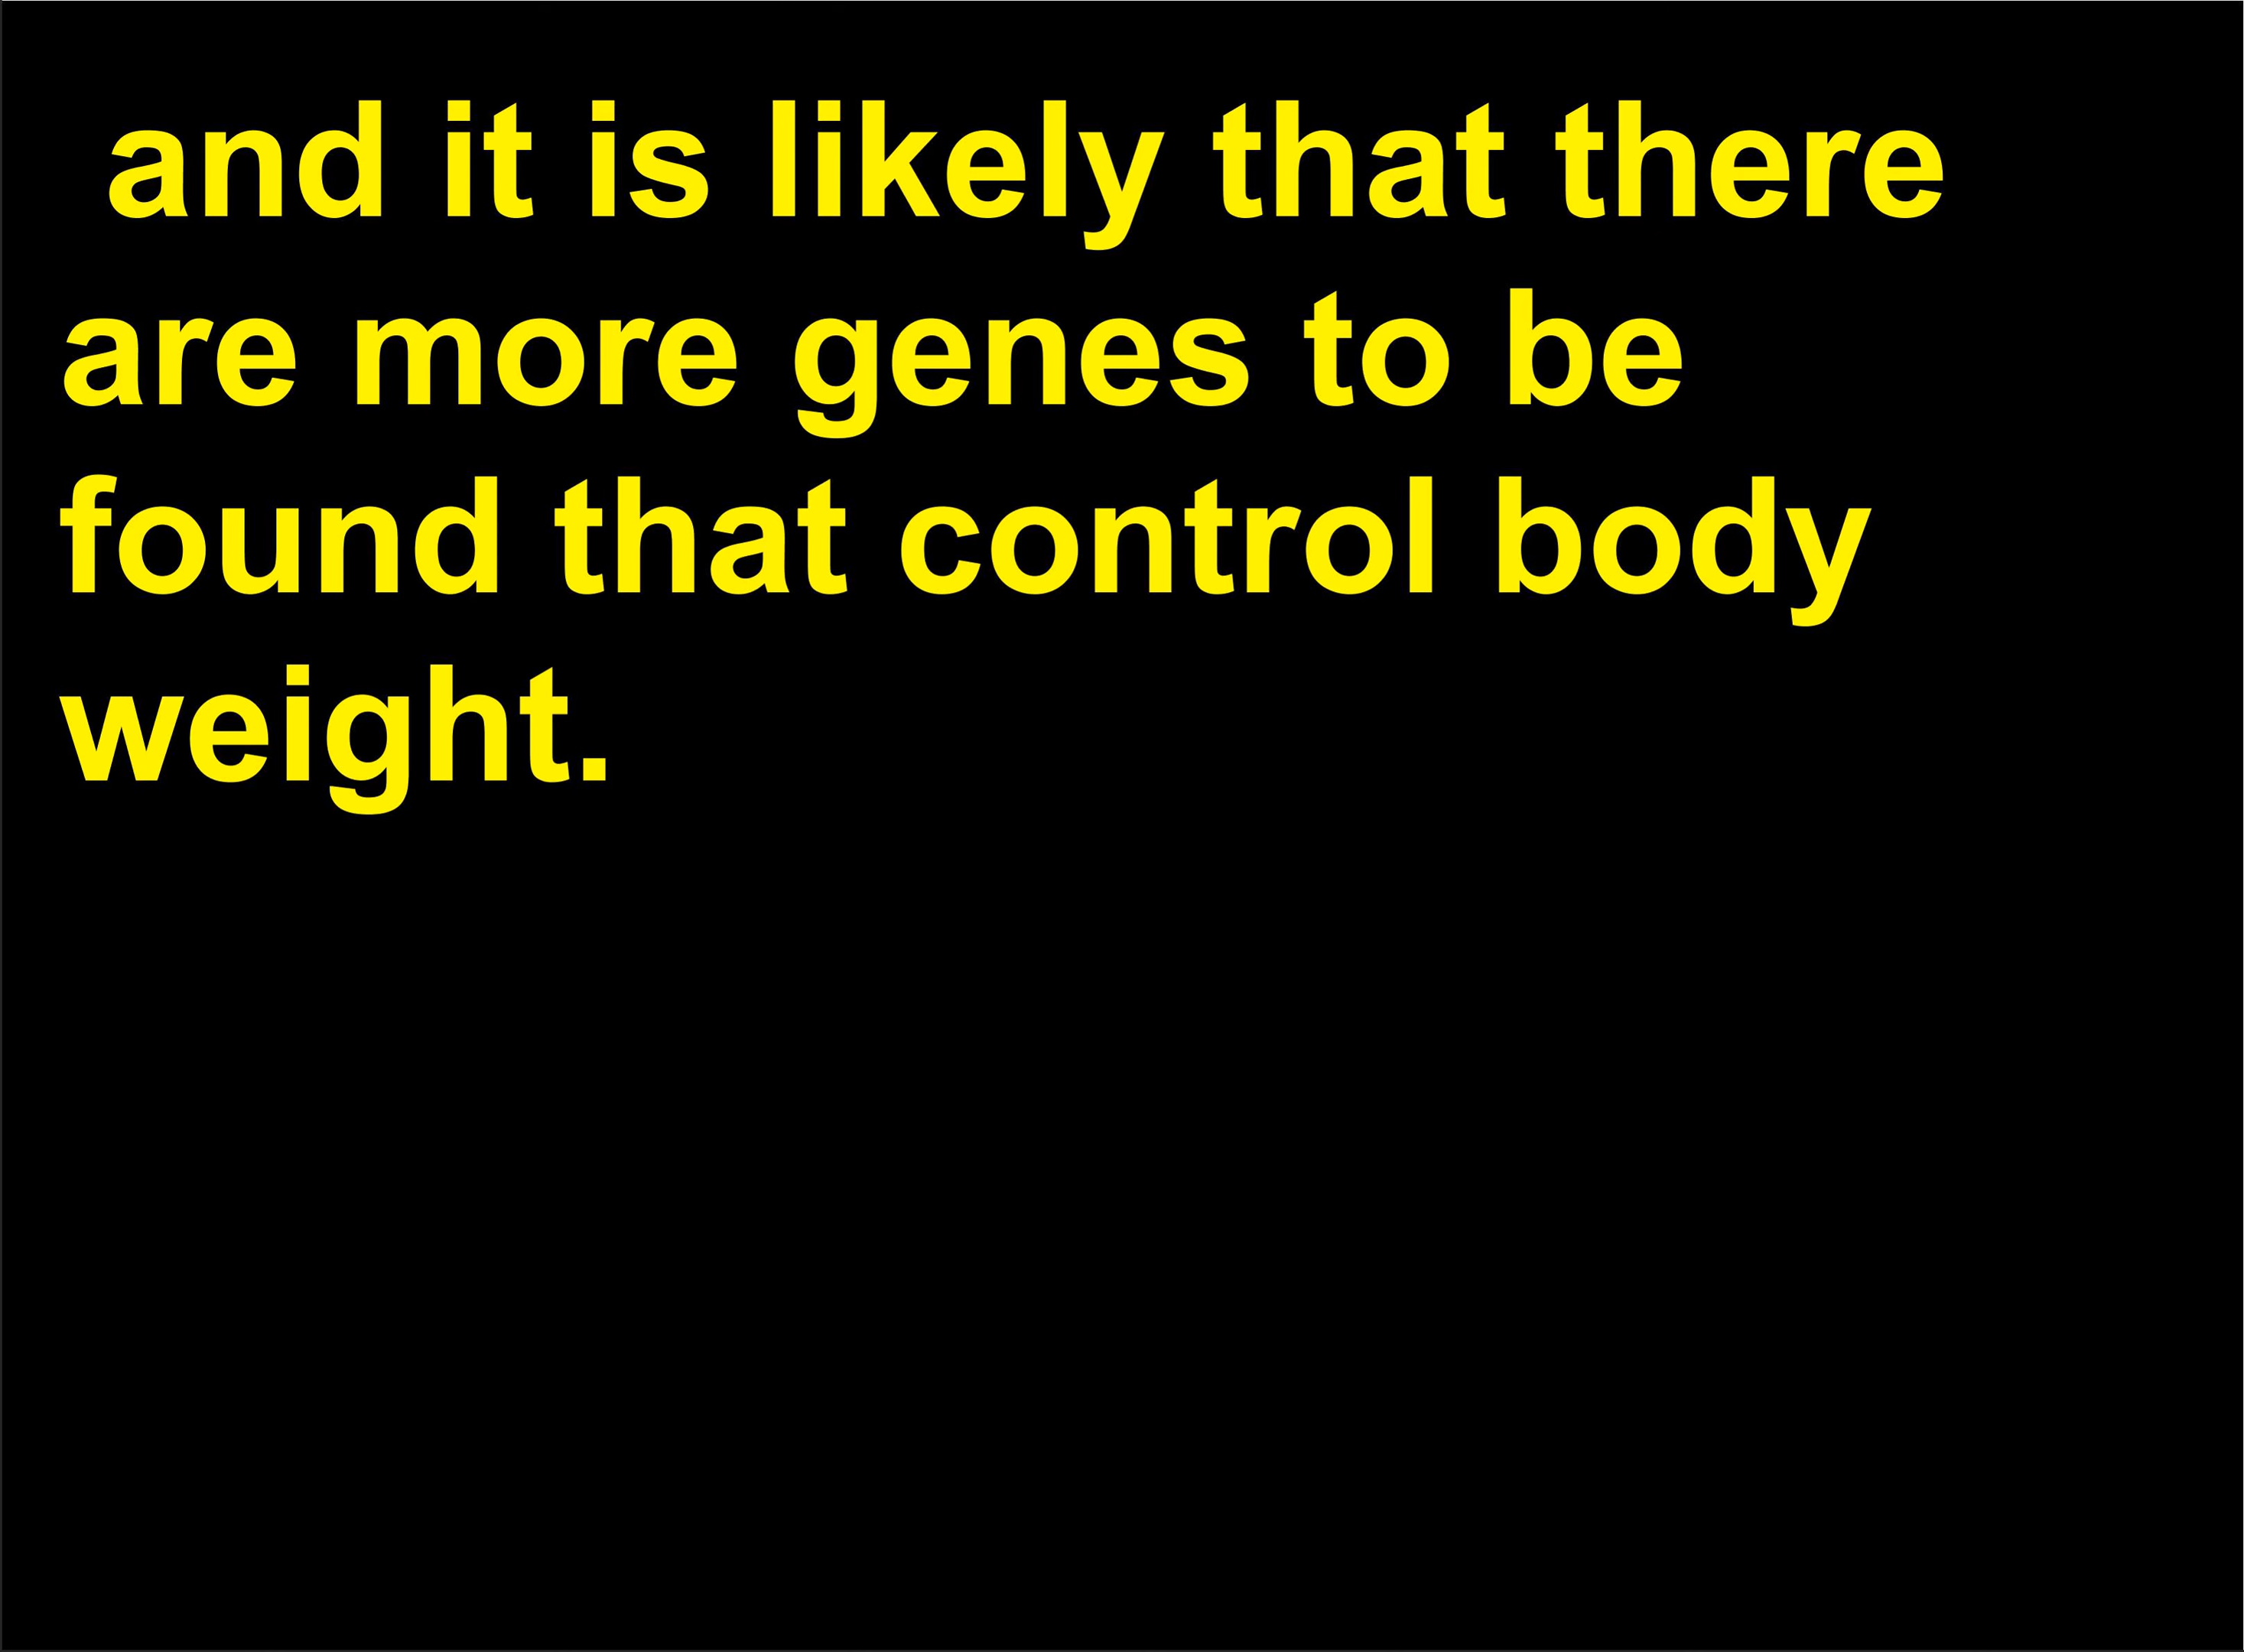 and it is likely that there
are more genes to be
found that control body
weight.